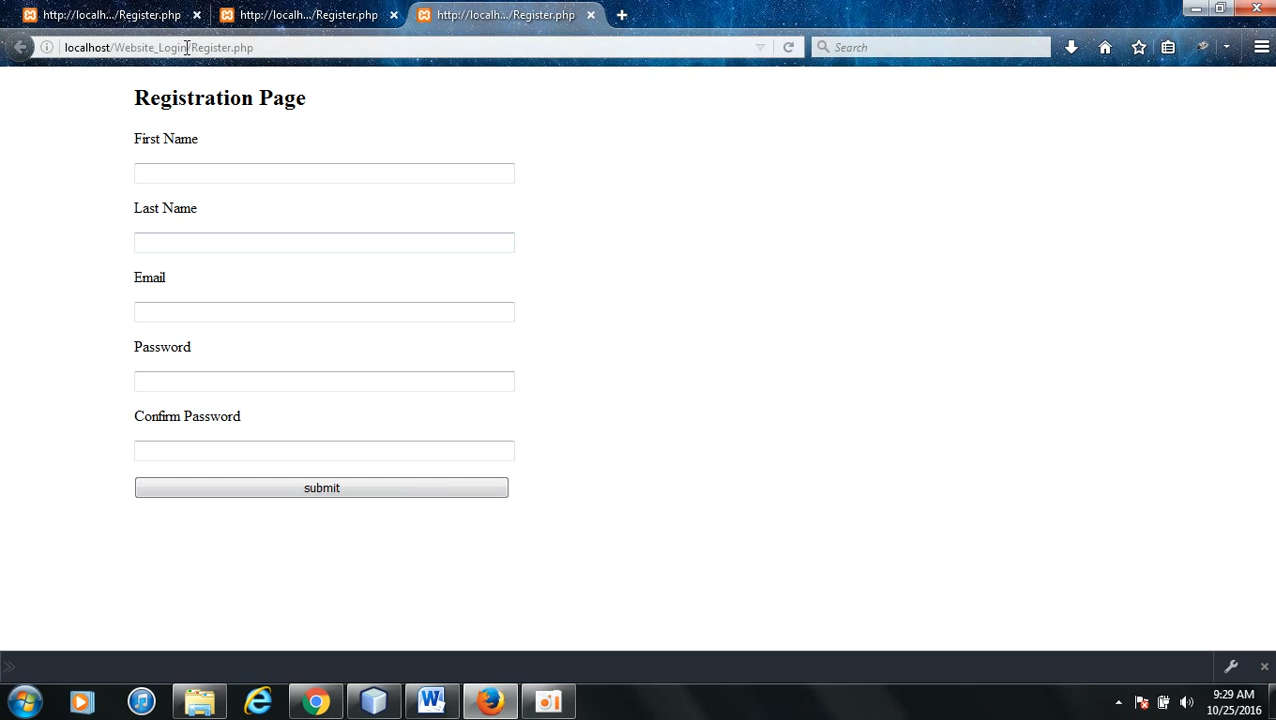 http://localh.../Register.php
http://localh.../Register.php
http://localh.../Register.php
localhost/Website_Login/Register.php
Search
Registration Page
First Name
Last Name
Email
Password
Confirm Password
submit
9:29 AM
10/25/2016